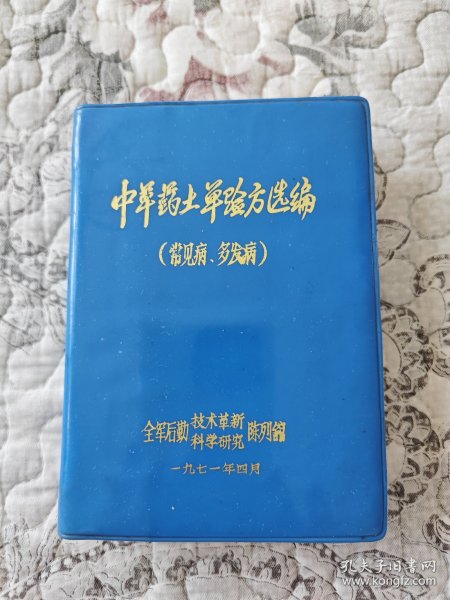 中草药土单验方选编
（常见病、多发病）
全军后勤技术革新科学研究陈列馆
一九七一年四月
孔夫子旧书网
www.kongfz.com